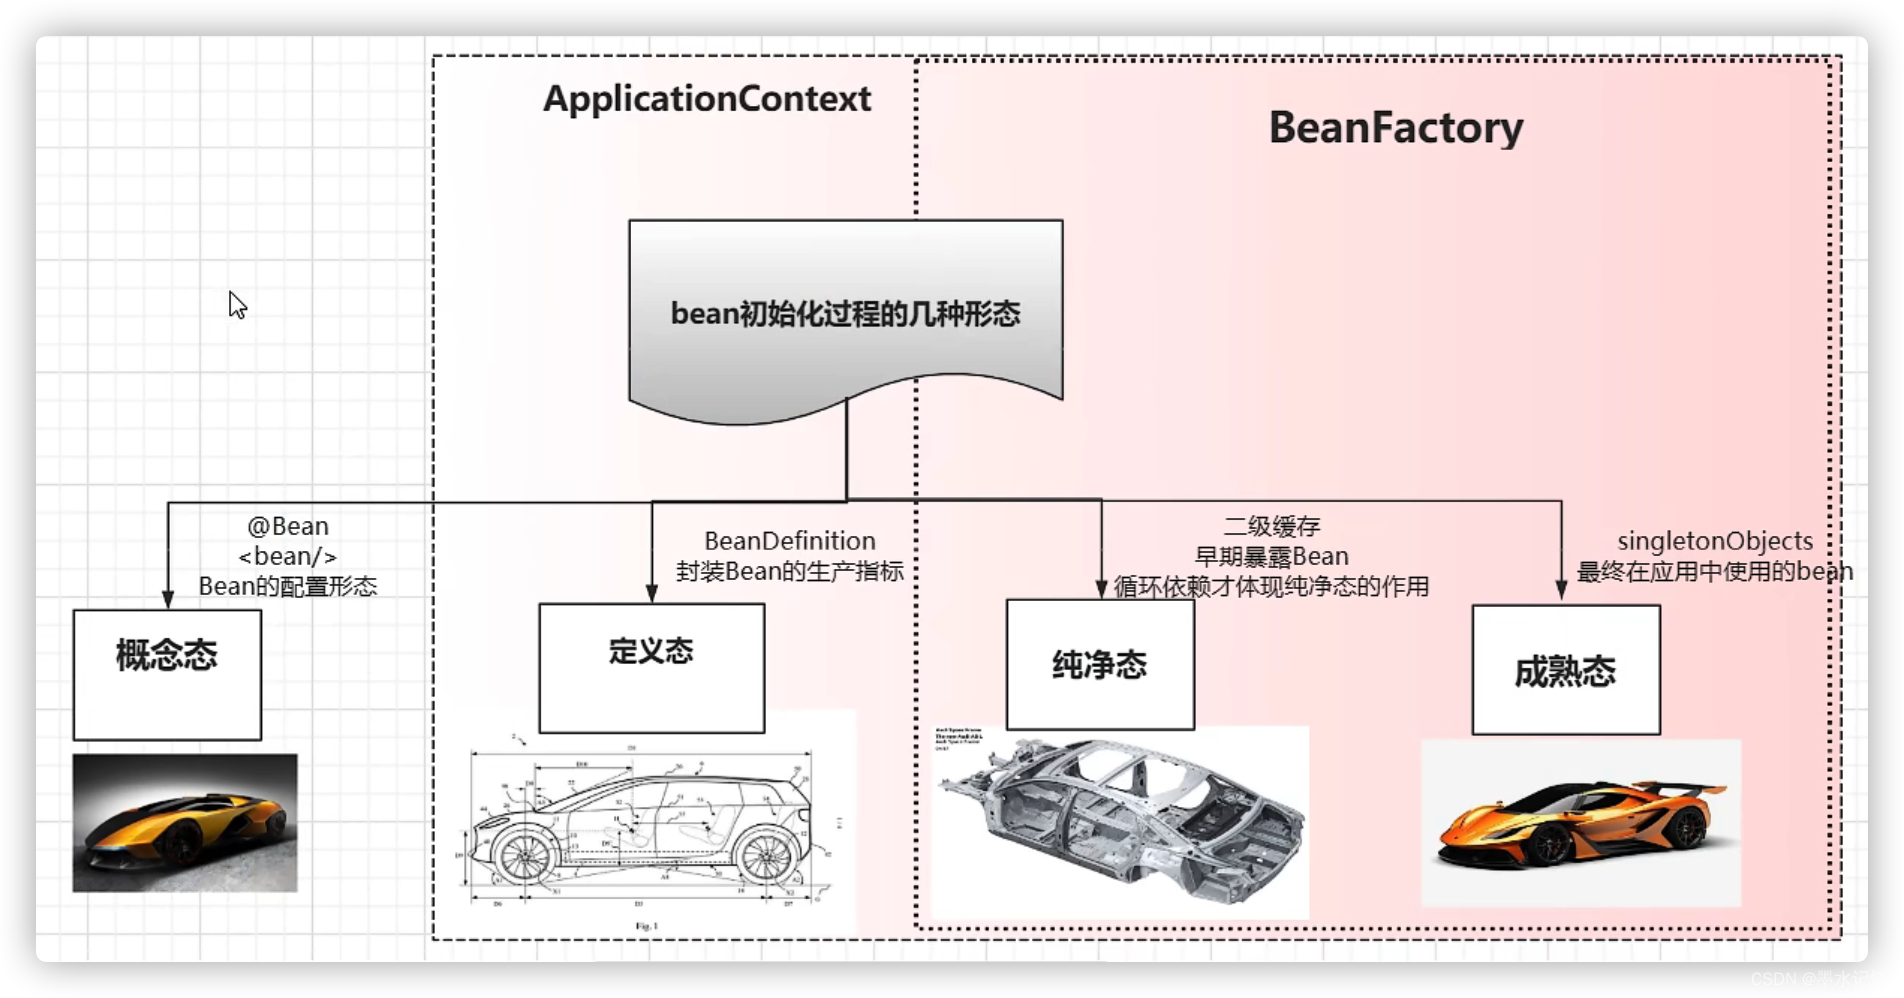 ApplicationContext
BeanFactory
bean初始化过程的几种形态
@Bean
<bean/>
Bean的配置形态
BeanDefinition
封装Bean的生产指标
二级缓存
早期暴露Bean
循环依赖才体现纯净态的作用
singletonObjects
最终在应用中使用的bean
概念态
定义态
纯净态
成熟态
Fig. 1
CSDN @墨水记